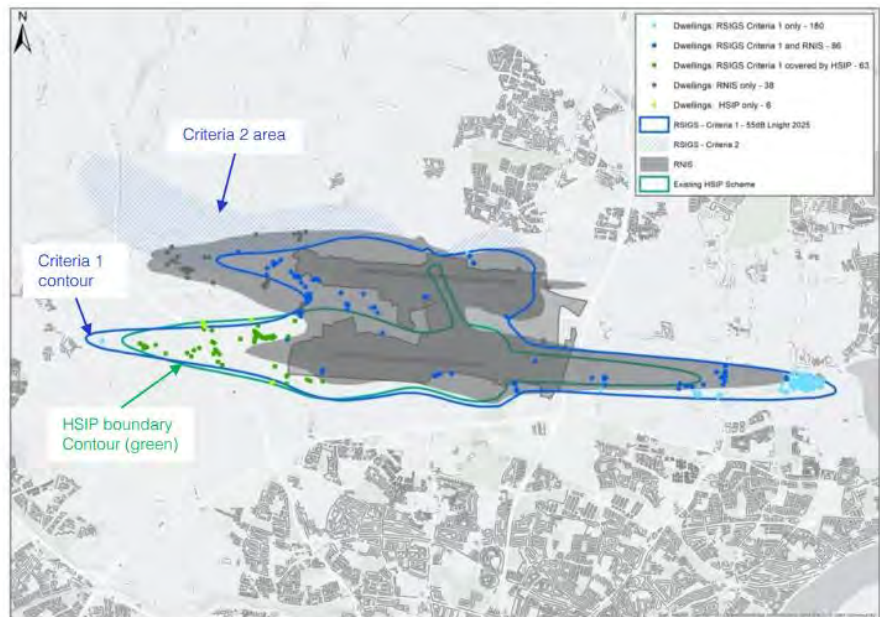 N
Dwellings: RSIGS Criteria 1 only - 180
Dwellings: RSIGS Criteria 1 and RNIS - 86
Dwellings: RSIGS Criteria 1 covered by HSIP - 63
Dwellings: RNIS only - 38
Dwellings: HSIP only - 6
RSIGS - Criteria 1 - 55dB Lnight 2025
RSIGS - Criteria 2
RNIS
Existing HSIP Scheme
Criteria 2 area
Criteria 1
contour
HSIP boundary
Contour (green)